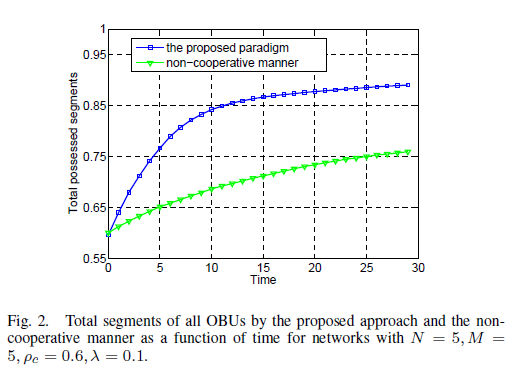 1
0.95
0.85
0.75
0.65
0.55
0
5
10
15
20
25
30
Total possessed segments
Time
the proposed paradigm
non−cooperative manner
Fig. 2. Total segments of all OBUs by the proposed approach and the non-
cooperative manner as a function of time for networks with N = 5, M =
5, ρc = 0.6, λ = 0.1.